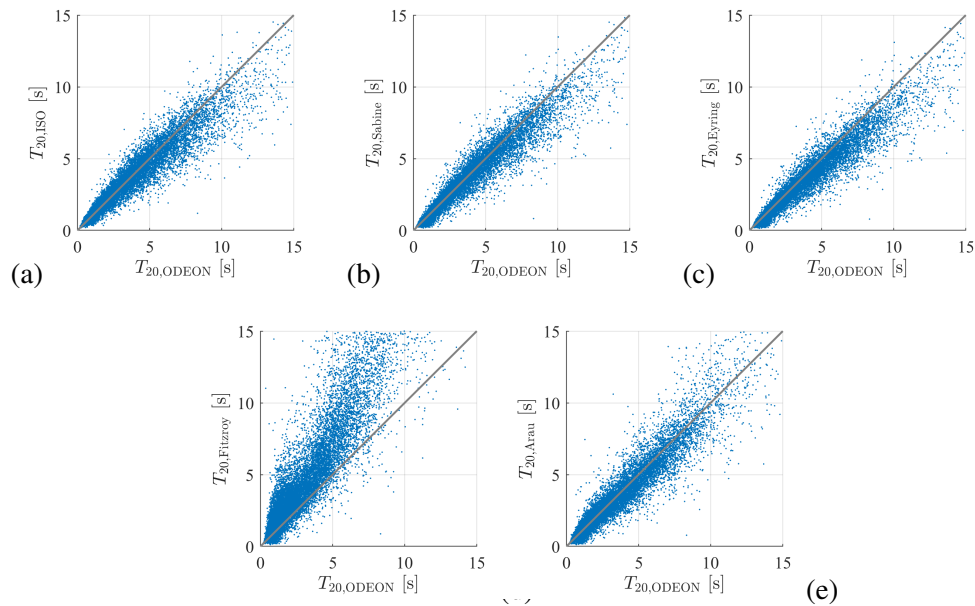 15
10
5
0
T20,ISO [s]
0 5 10 15
T20,ODEON [s]
(a)
15
10
5
0
T20,Sabine [s]
0 5 10 15
T20,ODEON [s]
(b)
15
10
5
0
T20,Eyring [s]
0 5 10 15
T20,ODEON [s]
(c)
15
10
5
0
T20,Fitzroy [s]
0 5 10 15
T20,ODEON [s]
15
10
5
0
T20,Arau [s]
0 5 10 15
T20,ODEON [s]
(e)